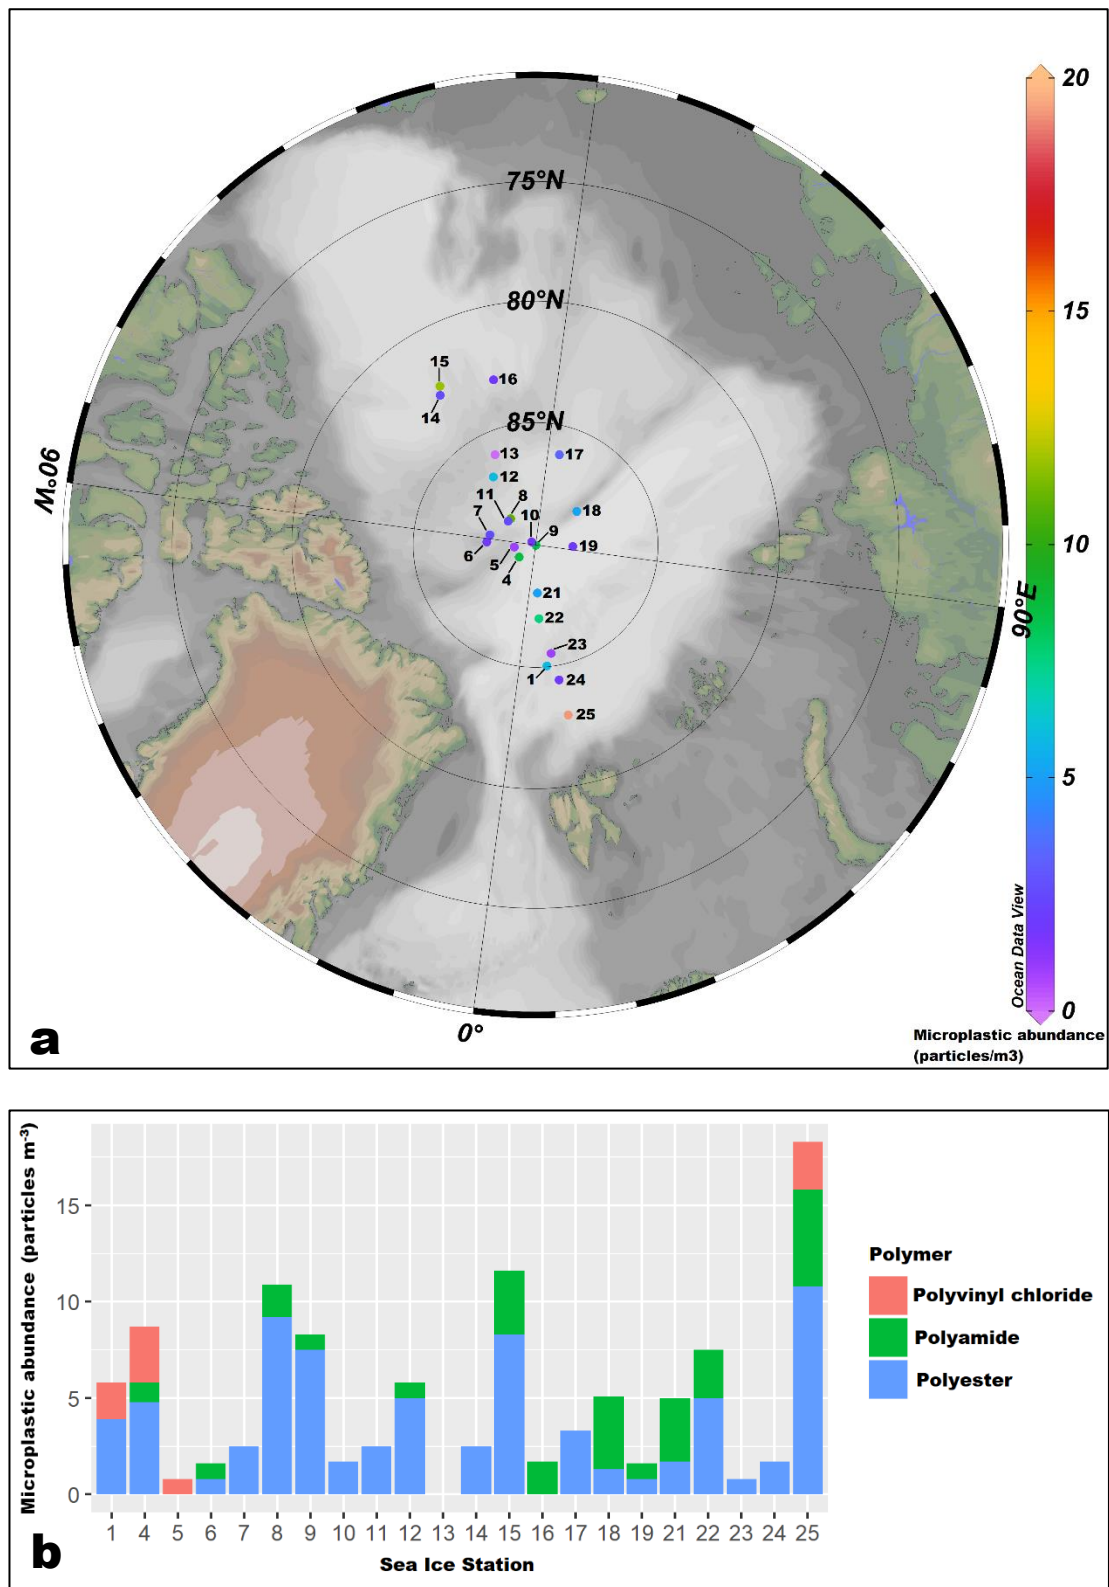 20
75°N
15
80°N
15
16
14
85°N
13
17
90°W
12
11
8
10
18
7
9
10
19
6
5
4
21
90°E
22
5
23
1
24
25
Ocean Data View
0
0°
Microplastic abundance
(particles/m3)
a
Microplastic abundance (particles m-3)
15
10
5
0
Polymer
Polyvinyl chloride
Polyamide
Polyester
1 4 5 6 7 8 9 10 11 12 13 14 15 16 17 18 19 21 22 23 24 25
Sea Ice Station
b